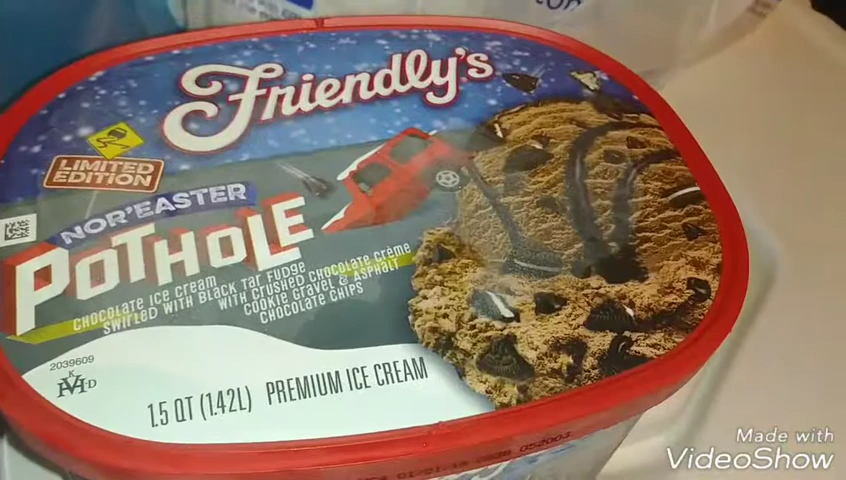 Friendly's
LIMITED
EDITION
NOR'EASTER
POTHOLE
CHOCOLATE ICE CREAM
SWIRLED WITH BLACK TAR FUDGE
WITH CRUSHED CHOCOLATE CRÈME
COOKIE GRAVEL & ASPHALT
CHOCOLATE CHIPS
2039609
K
D
1.5 QT (1.42L) PREMIUM ICE CREAM
Made with
VideoShow